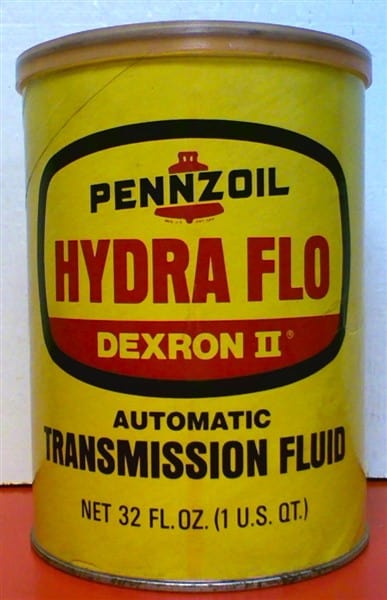 PENNZOIL
HYDRA FLO
DEXRON II®
AUTOMATIC
TRANSMISSION FLUID
NET 32 FL. OZ. (1 U.S. QT.)